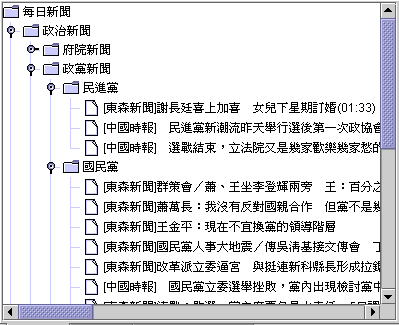 每日新聞
政治新聞
府院新聞
政黨新聞
民進黨
[東森新聞]謝長廷喜上加喜 女兒下星期訂婚(01:33)
[中國時報] 民進黨新潮流昨天舉行選後第一次政協會
[中國時報] 選戰結束，立法院又是幾家歡樂幾家愁的
國民黨
[東森新聞]群策會／蕭、王坐李登輝兩旁 王：百分之
[東森新聞]蕭萬長：我沒有反對國親合作 但黨不是幾
[東森新聞]王金平：現在不宜換黨的領導階層
[東森新聞]國民黨人事大地震／傳吳清基接文傳會 丁
[東森新聞]改革派立委逼宮 與挺連新科縣長形成拉鋸
[中國時報] 國民黨立委選舉挫敗，黨內出現檢討黨中